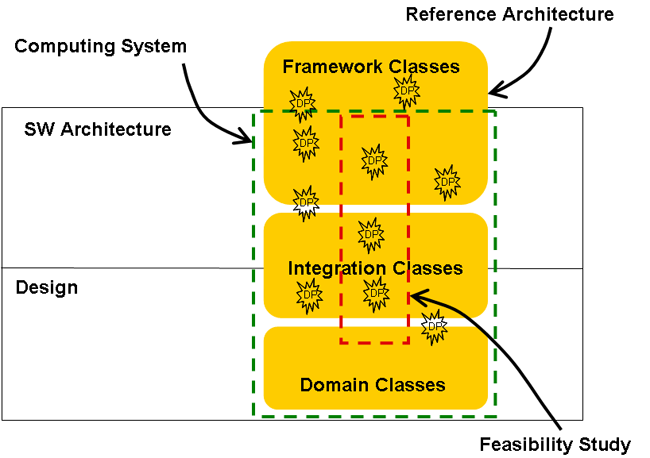 Reference Architecture
Computing System
Framework Classes
DP
DP
SW Architecture
DP
DP
DP
DP
DP
Integration Classes
Design
DP
DP
DP
Domain Classes
Feasibility Study